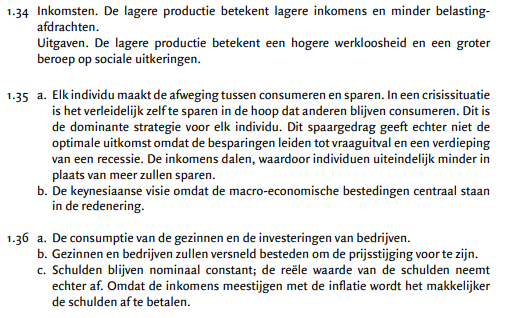 1.34 Inkomsten. De lagere productie betekent lagere inkomens en minder belasting-
afdrachten.
Uitgaven. De lagere productie betekent een hogere werkloosheid en een groter
beroep op sociale uitkeringen.
1.35 a. Elk individu maakt de afweging tussen consumeren en sparen. In een crisissituatie
is het verleidelijk zelf te sparen in de hoop dat anderen blijven consumeren. Dit is
de dominante strategie voor elk individu. Dit spaargedrag geeft echter niet de
optimale uitkomst omdat de besparingen leiden tot vraaguitval en een verdieping
van een recessie. De inkomens dalen, waardoor individuen uiteindelijk minder in
plaats van meer zullen sparen.
b. De keynesiaanse visie omdat de macro-economische bestedingen centraal staan
in de redenering.
1.36 a. De consumptie van de gezinnen en de investeringen van bedrijven.
b. Gezinnen en bedrijven zullen versneld besteden om de prijsstijging voor te zijn.
c. Schulden blijven nominaal constant; de reële waarde van de schulden neemt
echter af. Omdat de inkomens meestijgen met de inflatie wordt het makkelijker
de schulden af te betalen.